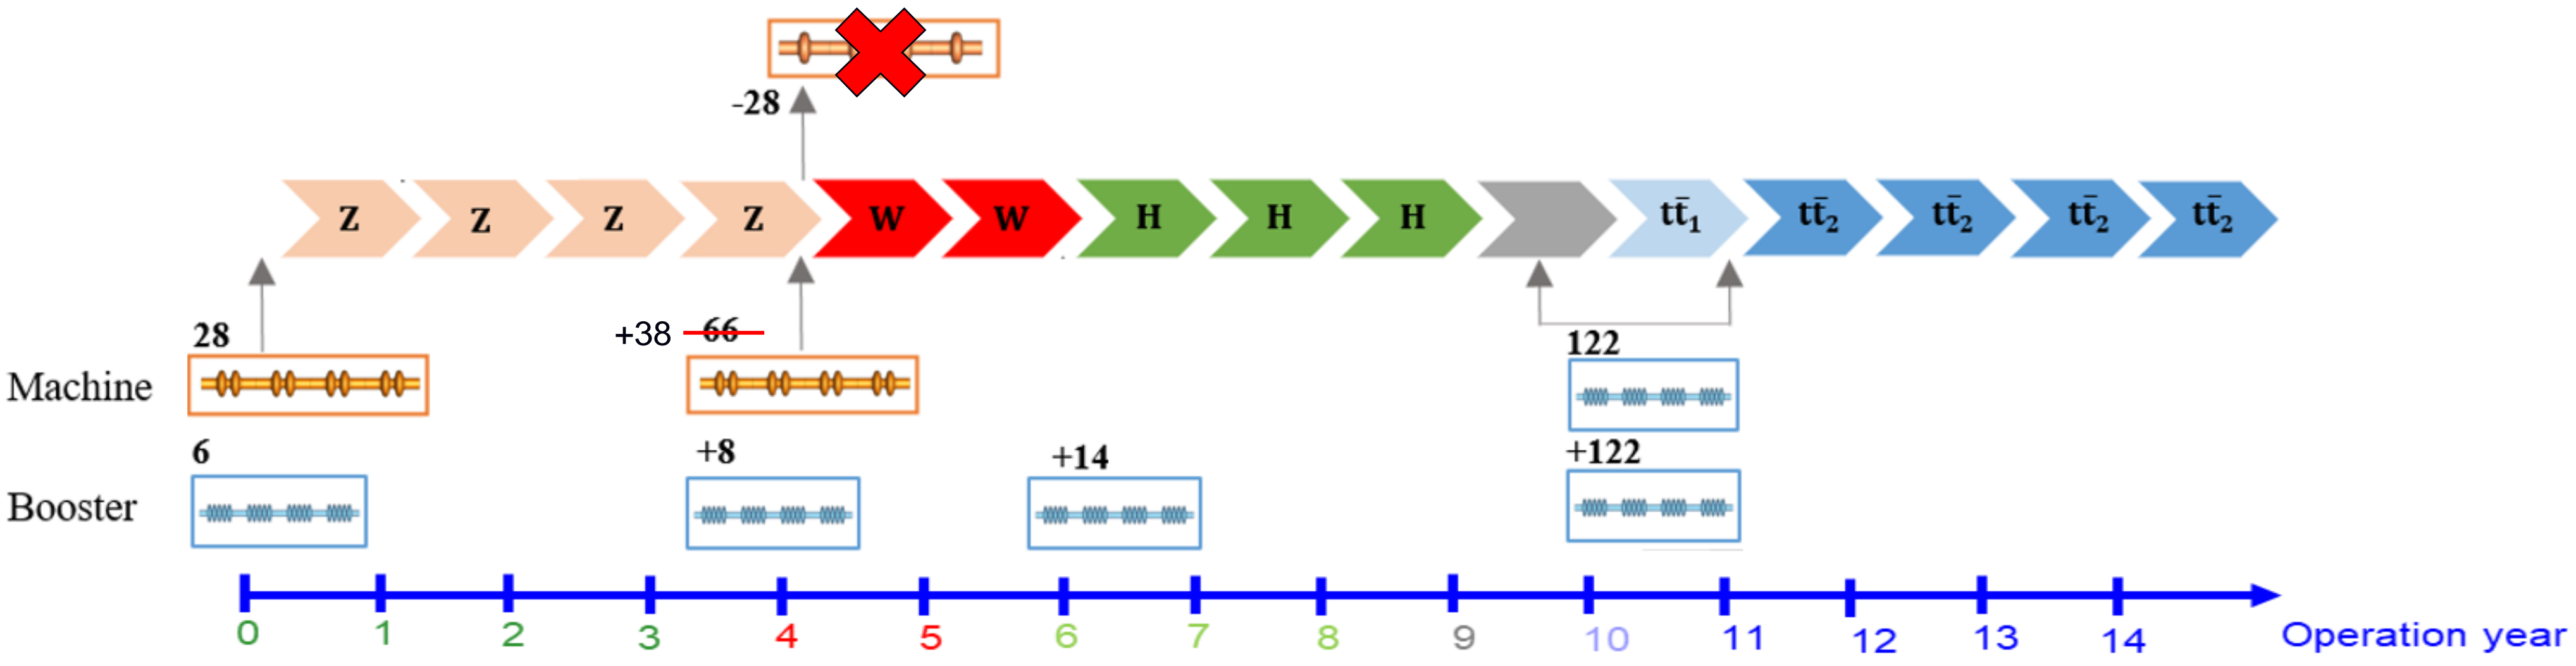 -28
Z Z Z Z W W H H H tt̄₁ tt̄₂ tt̄₂ tt̄₂ tt̄₂
28 +38 66 122
Machine
6 +8 +14 +122
Booster
0 1 2 3 4 5 6 7 8 9 10 11 12 13 14 Operation year